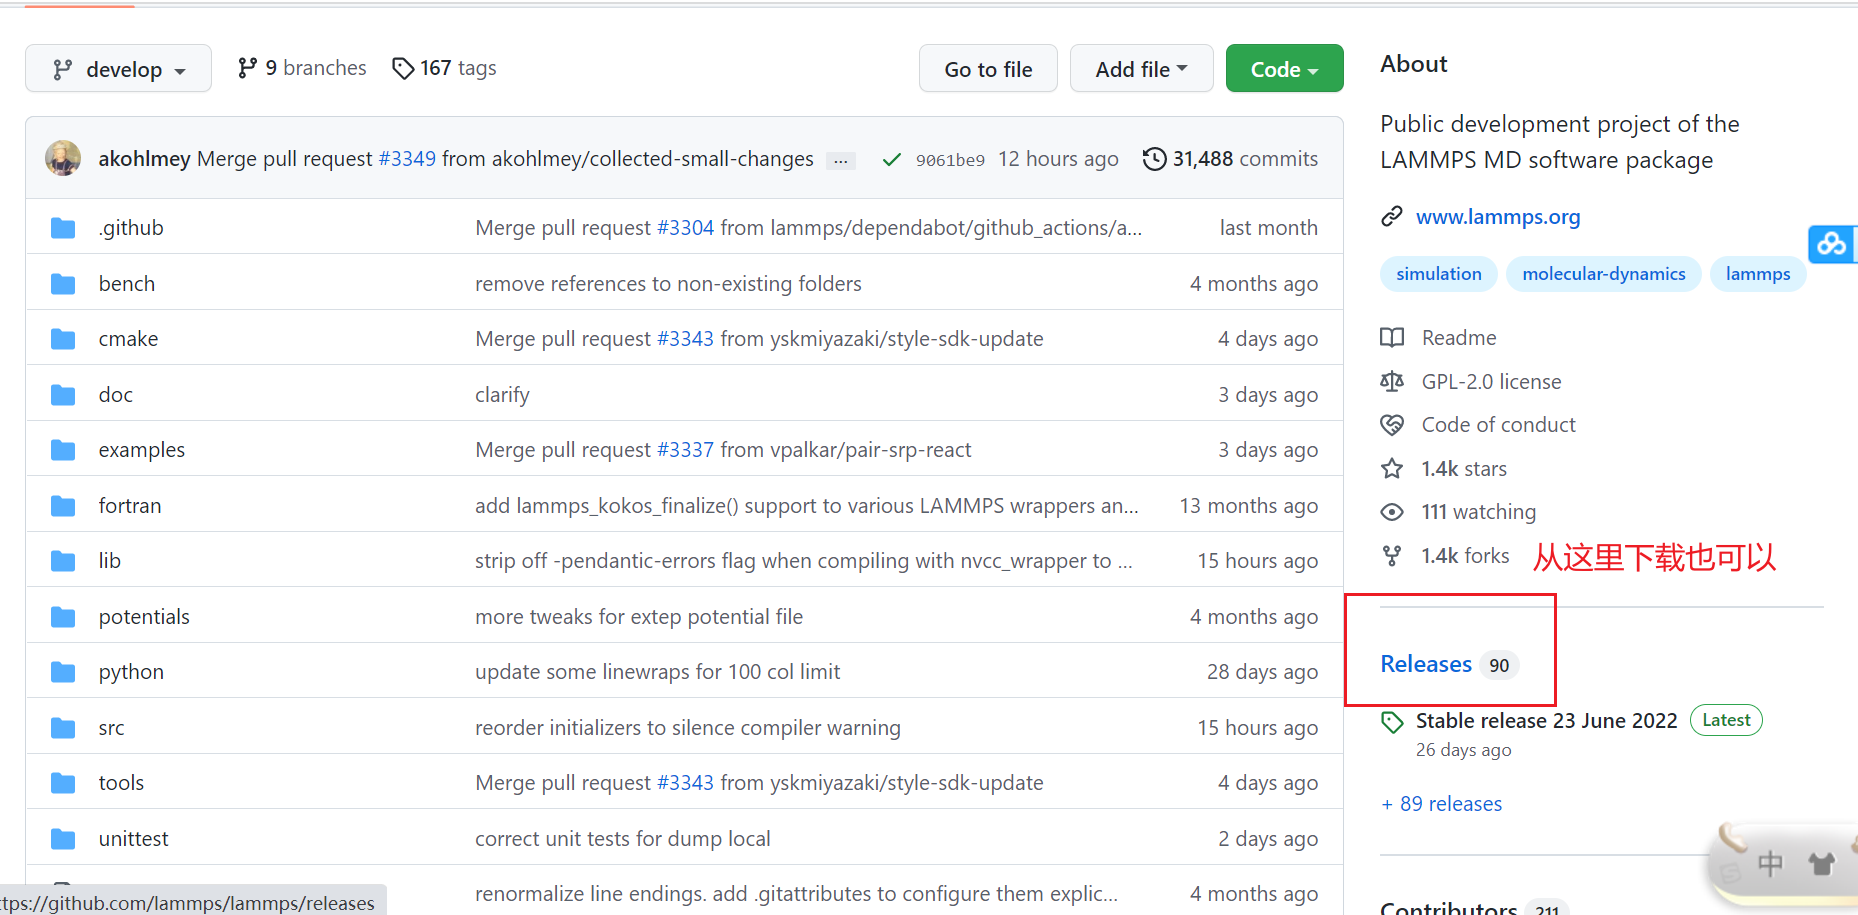 develop
9 branches
167 tags
Go to file
Add file
Code
akohlmey Merge pull request #3349 from akohlmey/collected-small-changes ... 9061be9 12 hours ago 31,488 commits
.github Merge pull request #3304 from lammps/dependabot/github_actions/a... last month
bench remove references to non-existing folders 4 months ago
cmake Merge pull request #3343 from yskmiyazaki/style-sdk-update 4 days ago
doc clarify 3 days ago
examples Merge pull request #3337 from vpalkar/pair-srp-react 3 days ago
fortran add lammps_kokos_finalize() support to various LAMMPS wrappers an... 13 months ago
lib strip off -pendantic-errors flag when compiling with nvcc_wrapper to ... 15 hours ago
potentials more tweaks for extep potential file 4 months ago
python update some linewraps for 100 col limit 28 days ago
src reorder initializers to silence compiler warning 15 hours ago
tools Merge pull request #3343 from yskmiyazaki/style-sdk-update 4 days ago
unittest correct unit tests for dump local 2 days ago
renormalize line endings. add .gitattributes to configure them explic... 4 months ago
ttps://github.com/lammps/lammps/releases
About
Public development project of the
LAMMPS MD software package
www.lammps.org
simulation molecular-dynamics lammps
Readme
GPL-2.0 license
Code of conduct
1.4k stars
111 watching
1.4k forks
从这里下载也可以
Releases 90
Stable release 23 June 2022 Latest
26 days ago
+ 89 releases
中
Contributors 211